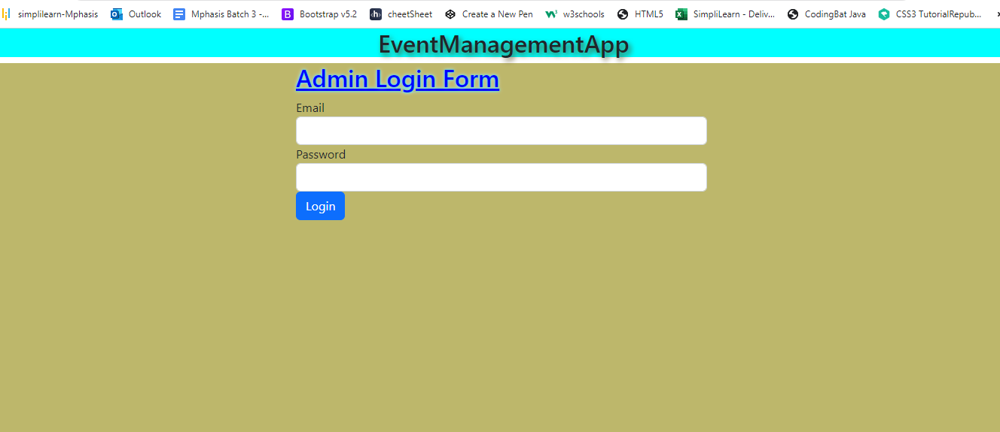 simplilearn-Mphasis Outlook Mphasis Batch 3 -... B Bootstrap v5.2 (h) cheetSheet Create a New Pen w3schools HTML5 SimpliLearn - Deliv... CodingBat Java CSS3 TutorialRepub...
EventManagementApp
Admin Login Form
Email
Password
Login